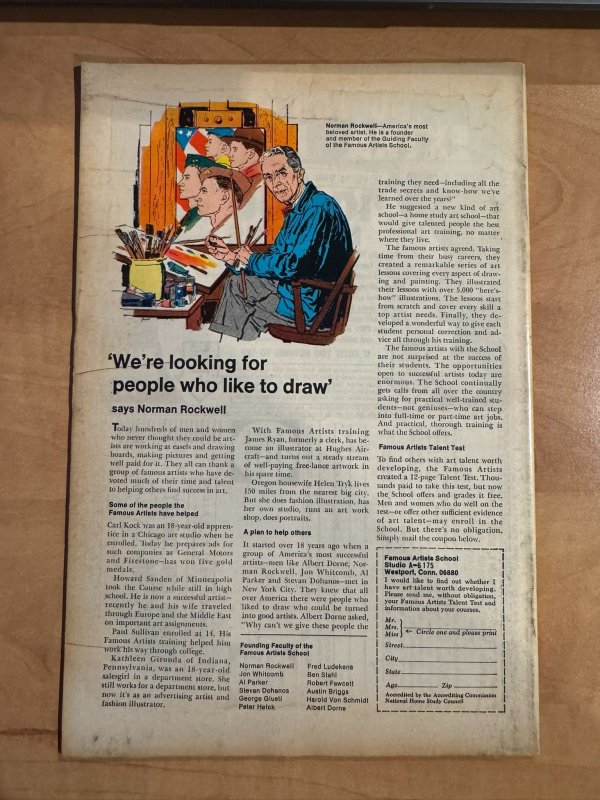 Norman Rockwell—America's most
beloved artist. He is a founder
and member of the Guiding Faculty
of the Famous Artists School.
'We're looking for
people who like to draw'
says Norman Rockwell
Today hundreds of men and women
who never thought they could be art-
ists are working at easels and drawing
boards, making pictures and getting
well paid for it. They all can thank a
group of famous artists who have de-
voted much of their time and talent
to helping others find success in art.
Some of the people the
Famous Artists have helped
Carl Kock was an 18-year-old appren-
tice in a Chicago art studio when he
enrolled. Today he prepares ads for
such companies as General Motors
and Firestone—has won five gold
medals.
Howard Sanden of Minneapolis
took the Course while still in high
school. He is now a successful artist—
recently he and his wife traveled
through Europe and the Middle East
on important art assignments.
Paul Sullivan enrolled at 14. His
Famous Artists training helped him
work his way through college.
Kathleen Gironda of Indiana,
Pennsylvania, was an 18-year-old
salesgirl in a department store. She
still works for a department store, but
now it's as an advertising artist and
fashion illustrator.
With Famous Artists training
James Ryan, formerly a clerk, has be-
come an illustrator at Hughes Air-
craft—and turns out a steady stream
of well-paying free-lance artwork in
his spare time.
Oregon housewife Helen Tryk lives
150 miles from the nearest big city.
But she does fashion illustration, has
her own studio, runs an art work
shop, does portraits.
A plan to help others
It started over 18 years ago when a
group of America's most successful
artists—men like Albert Dorne, Nor-
man Rockwell, Jon Whitcomb, Al
Parker and Stevan Dohanos—met in
New York City. They knew that all
over America there were people who
liked to draw who could be turned
into good artists. Albert Dorne asked,
"Why can't we give these people the
Founding Faculty of the
Famous Artists School
Norman Rockwell
Jon Whitcomb
Al Parker
Stevan Dohanos
George Giusti
Peter Helck
Fred Ludekens
Ben Stahl
Robert Fawcett
Austin Briggs
Harold Von Schmidt
Albert Dorne
training they need—including all the
trade secrets and know-how we've
learned over the years?"
He suggested a new kind of art
school—a home study art school—that
would give talented people the best
professional art training, no matter
where they live.
The famous artists agreed. Taking
time from their busy careers, they
created a remarkable series of art
lessons covering every aspect of draw-
ing and painting. They illustrated
their lessons with over 5,000 "here's-
how" illustrations. The lessons start
from scratch and cover every skill a
top artist needs. Finally, they de-
veloped a wonderful way to give each
student personal correction and ad-
vice all through his training.
The famous artists with the School
are not surprised at the success of
their students. The opportunities
open to successful artists today are
enormous. The School continually
gets calls from all over the country
asking for practical well-trained stu-
dents—not geniuses—who can step
into full-time or part-time art jobs.
And practical, thorough training is
what the School offers.
Famous Artists Talent Test
To find others with art talent worth
developing, the Famous Artists
created a 12-page Talent Test. Thou-
sands paid to take this test, but now
the School offers and grades it free.
Men and women who do well on the
test—or offer other sufficient evidence
of art talent—may enroll in the
School. But there's no obligation.
Simply mail the coupon below.
Famous Artists School
Studio A-6175
Westport, Conn. 06880
I would like to find out whether I
have art talent worth developing.
Please send me, without obligation,
your Famous Artists Talent Test and
information about your courses.
Mr.
Mrs.
Miss
← Circle one and please print
Street
City
State
Age Zip
Accredited by the Accrediting Commission
National Home Study Council